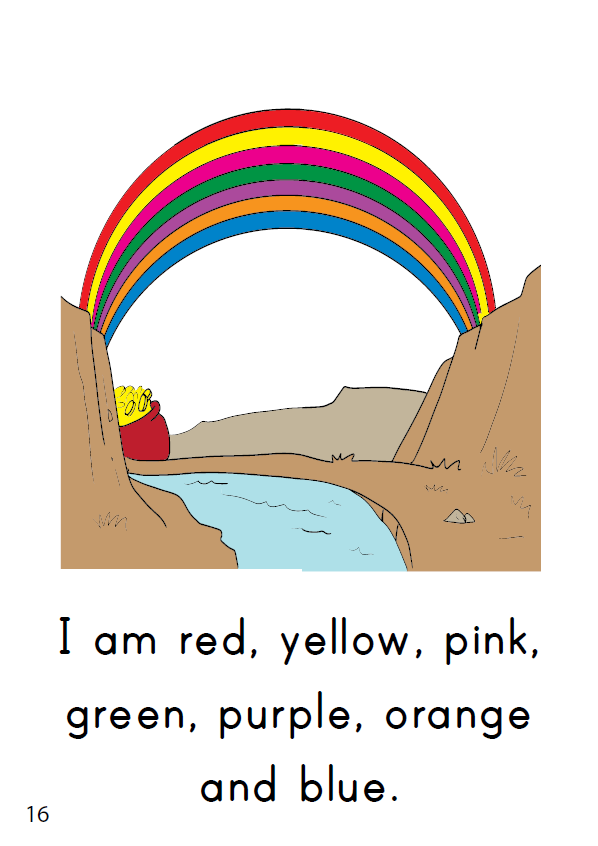 I am red, yellow, pink,
green, purple, orange
and blue.
16